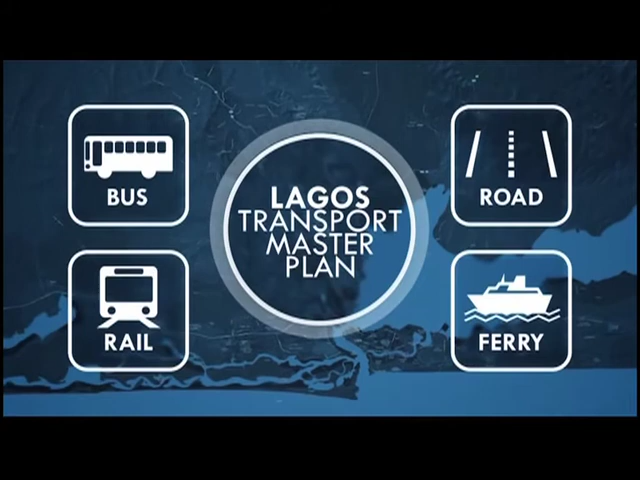 BUS
RAIL
LAGOS
TRANSPORT
MASTER
PLAN
ROAD
FERRY